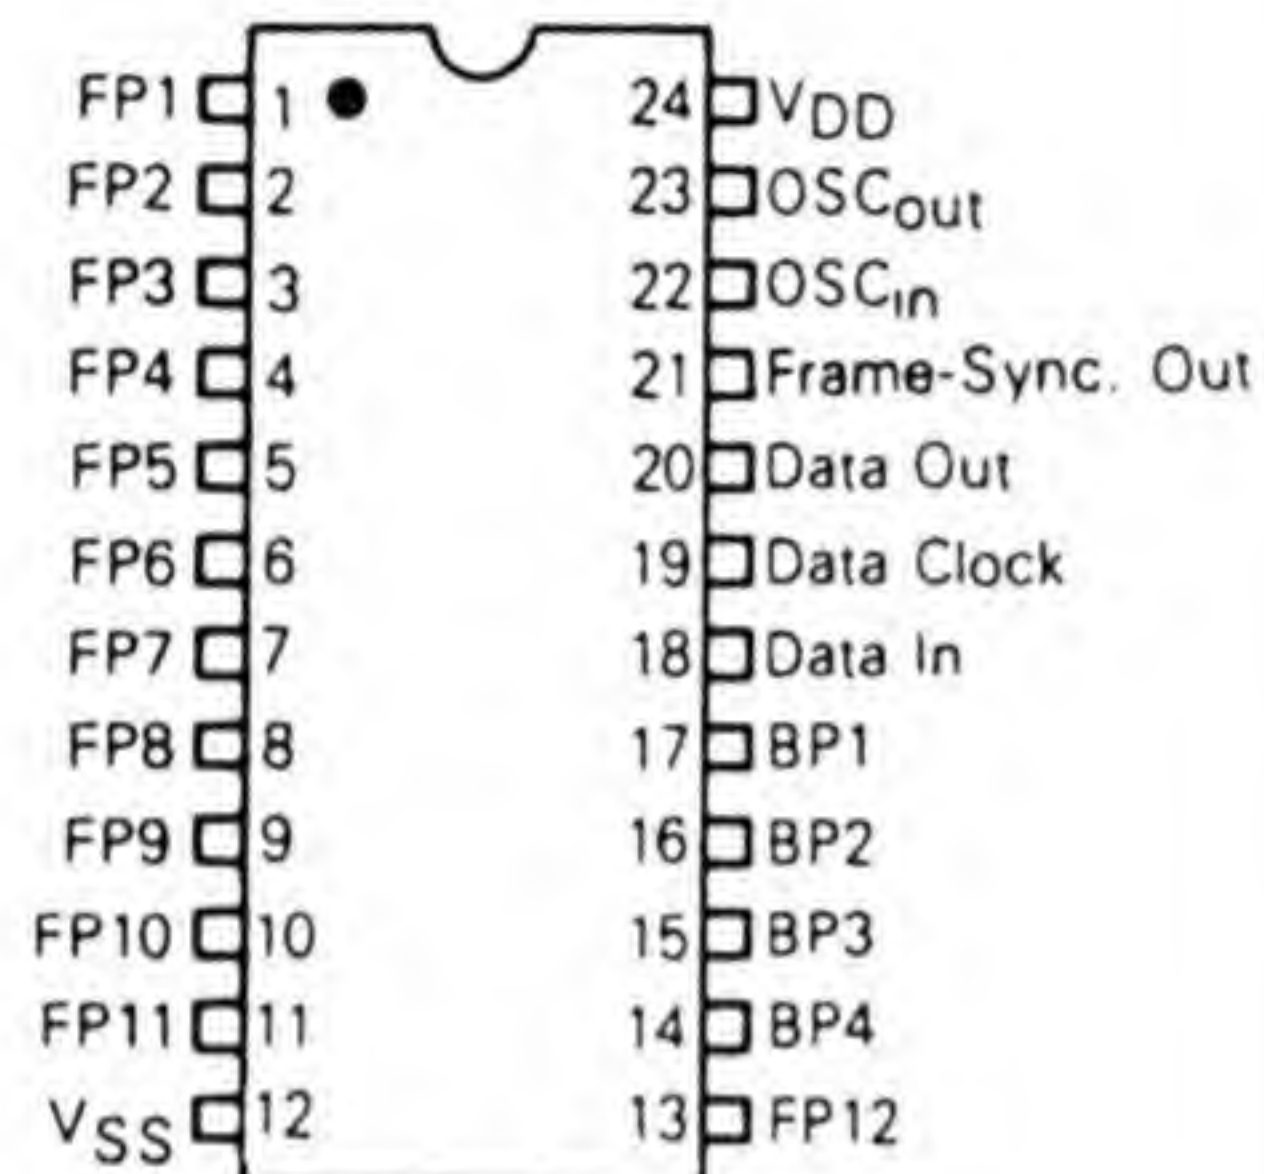 FP1 1 24 VDD
FP2 2 23 OSCout
FP3 3 22 OSCin
FP4 4 21 Frame-Sync. Out
FP5 5 20 Data Out
FP6 6 19 Data Clock
FP7 7 18 Data In
FP8 8 17 BP1
FP9 9 16 BP2
FP10 10 15 BP3
FP11 11 14 BP4
VSS 12 13 FP12